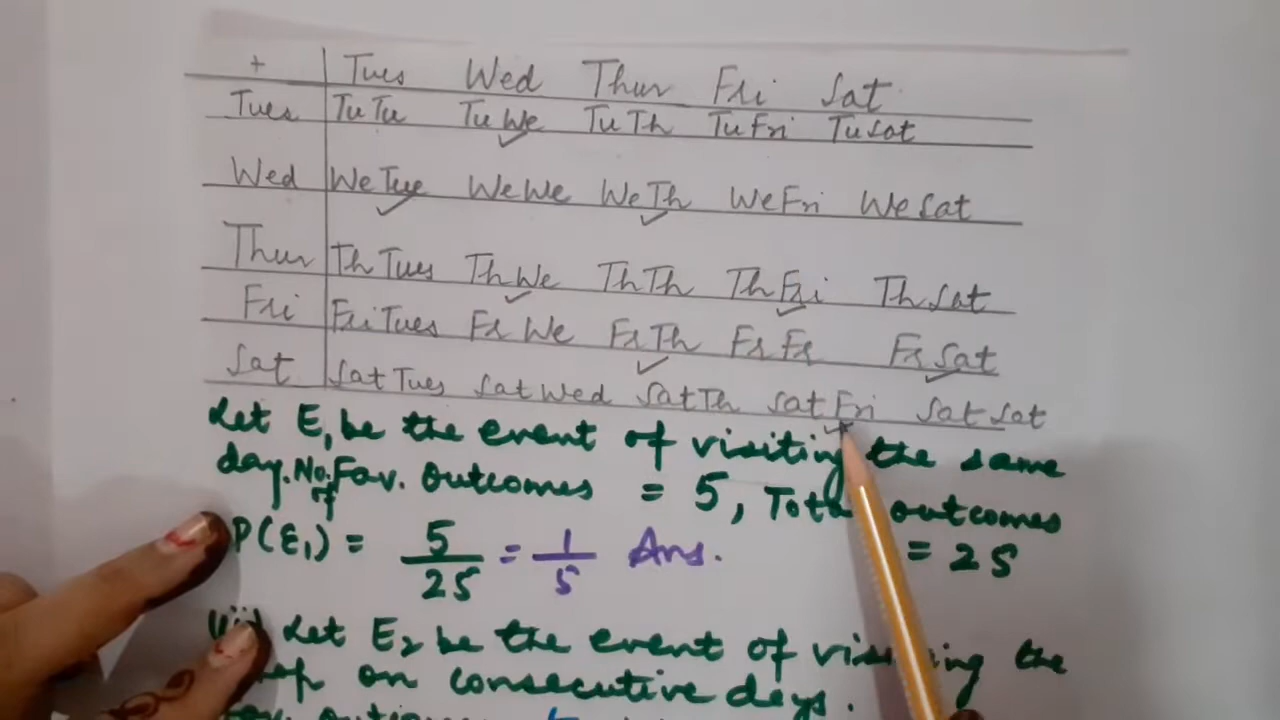 + Tues Wed Thur Fri Sat
Tues TuTu TuWe TuTh TuFri TuSat
Wed WeTue WeWe WeTh WeFri WeSat
Thur ThTues ThWe ThTh ThFri ThSat
Fri FriTues FrWe FrTh FrFr FrSat
Sat SatTues SatWed SatTh SatFri SatSat
Let E1 be the event of visiting the same
day. No. of Fav. outcomes = 5, Total outcomes
P(E1) = 5/25 = 1/5 Ans. = 25
Let E2 be the event of visiting the
on consecutive days.